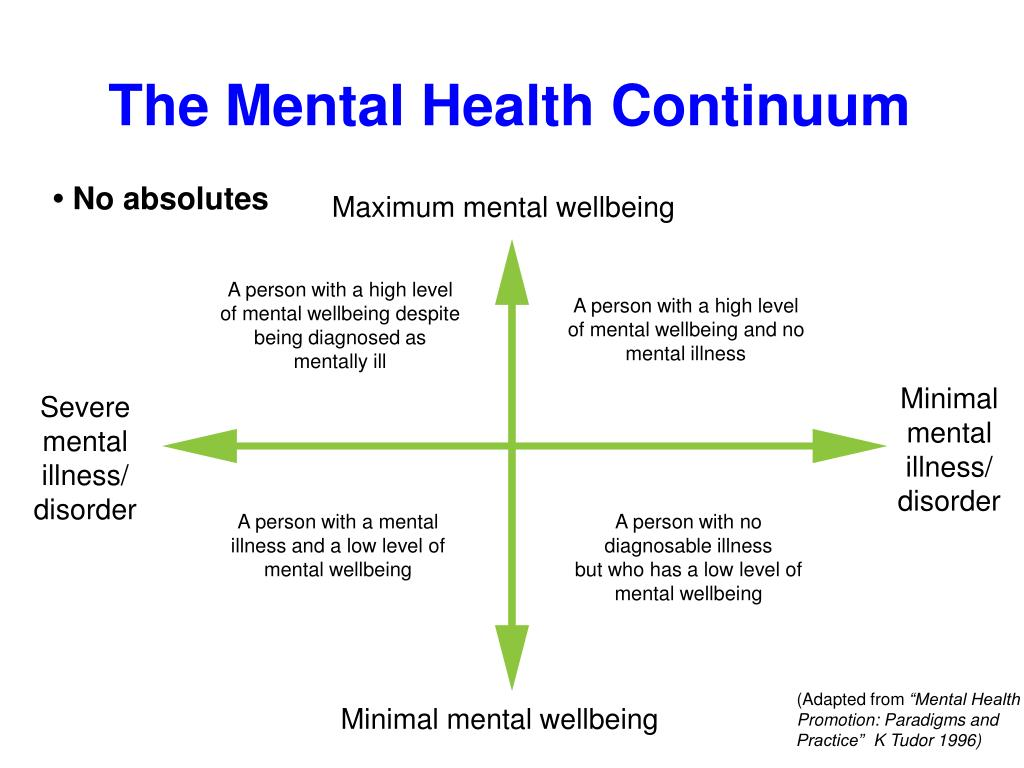 The Mental Health Continuum
• No absolutes
Maximum mental wellbeing
A person with a high level
of mental wellbeing despite
being diagnosed as
mentally ill
A person with a high level
of mental wellbeing and no
mental illness
Severe
mental
illness/
disorder
Minimal
mental
illness/
disorder
A person with a mental
illness and a low level of
mental wellbeing
A person with no
diagnosable illness
but who has a low level of
mental wellbeing
Minimal mental wellbeing
(Adapted from “Mental Health
Promotion: Paradigms and
Practice” K Tudor 1996)